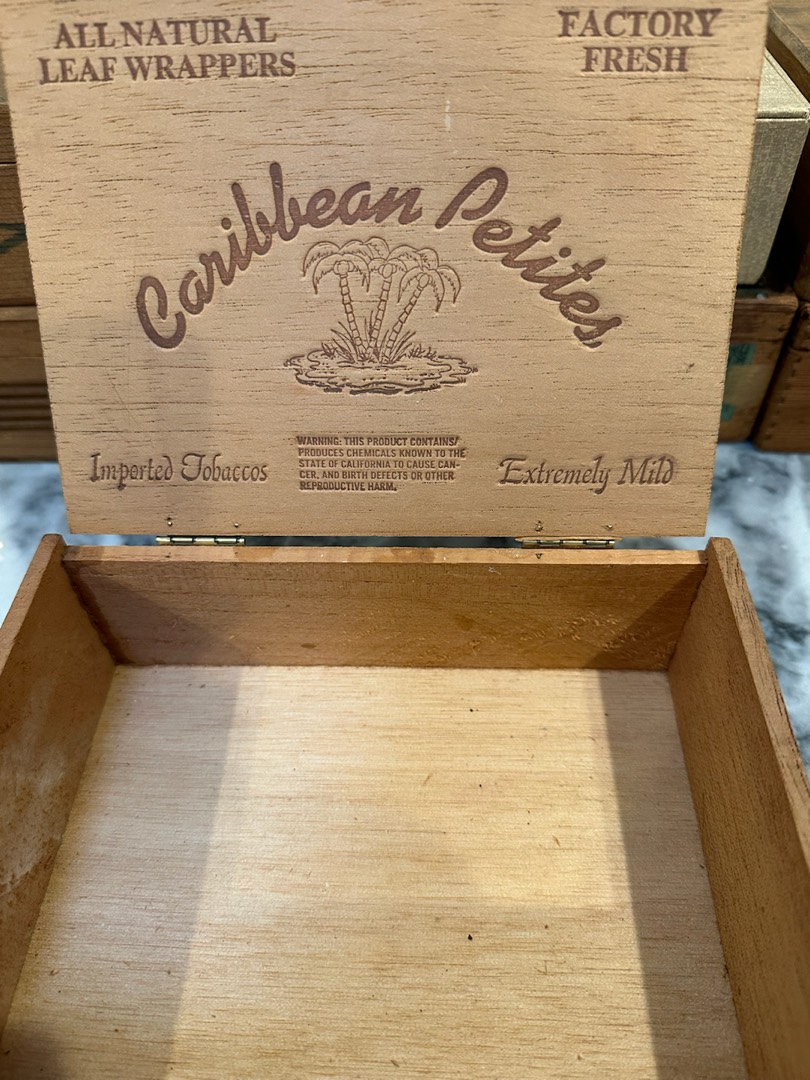 ALL NATURAL
LEAF WRAPPERS
FACTORY
FRESH
Caribbean Petites
Imported Tobaccos
WARNING: THIS PRODUCT CONTAINS/
PRODUCES CHEMICALS KNOWN TO THE
STATE OF CALIFORNIA TO CAUSE CAN-
CER, AND BIRTH DEFECTS OR OTHER
REPRODUCTIVE HARM.
Extremely Mild